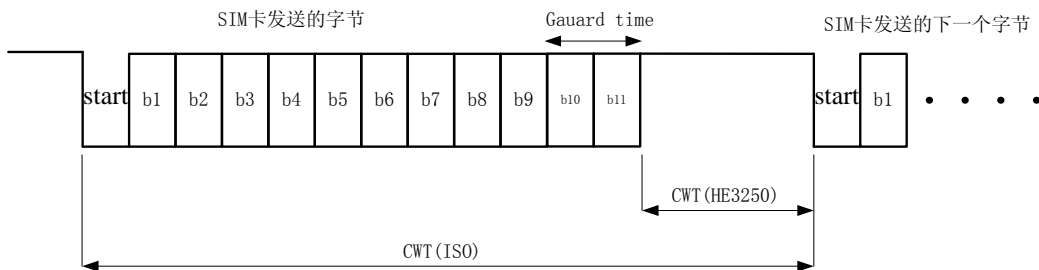 SIM卡发送的字节
Gauard time
SIM卡发送的下一个字节
start b1 b2 b3 b4 b5 b6 b7 b8 b9 b10 b11 start b1
CWT(HE3250)
CWT(ISO)